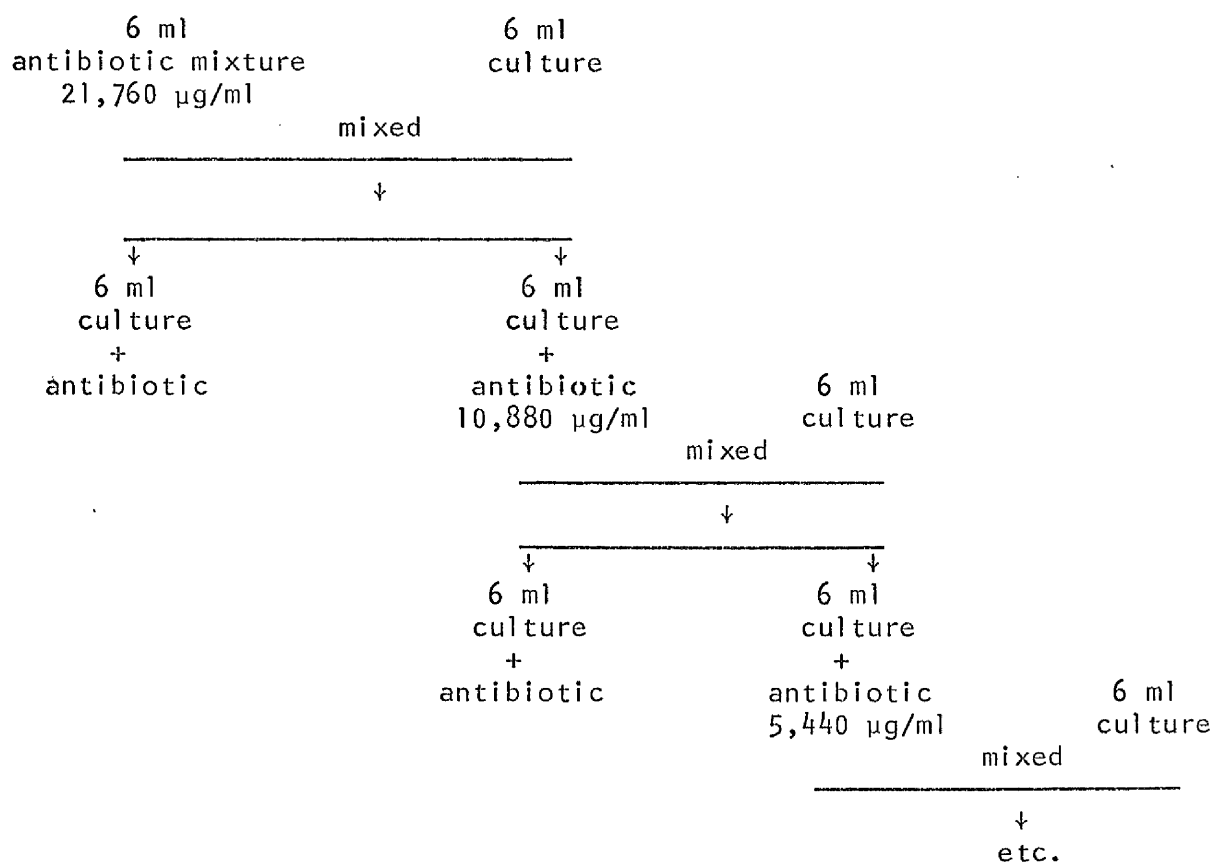 6 ml 6 ml
antibiotic mixture culture
21,760 μg/ml
mixed
↓
↓ ↓
6 ml 6 ml
culture culture
+ +
antibiotic antibiotic 6 ml
10,880 μg/ml culture
mixed
↓
↓ ↓
6 ml 6 ml
culture culture
+ +
antibiotic antibiotic 6 ml
5,440 μg/ml culture
mixed
↓
etc.